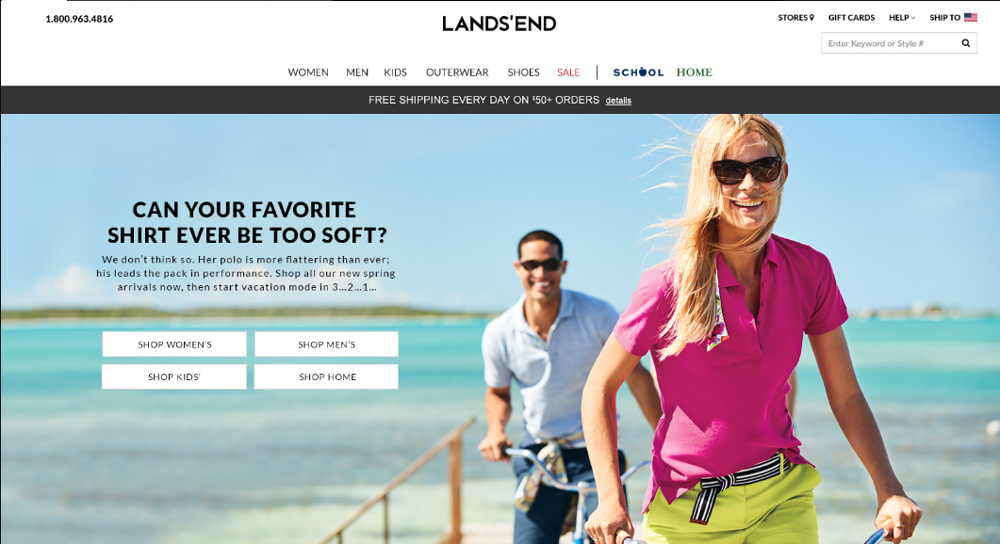 1.800.963.4816
LANDS'END
STORES GIFT CARDS HELP SHIP TO
Enter Keyword or Style #
WOMEN MEN KIDS OUTERWEAR SHOES SALE SCHOOL HOME
FREE SHIPPING EVERY DAY ON $50+ ORDERS details
CAN YOUR FAVORITE
SHIRT EVER BE TOO SOFT?
We don't think so. Her polo is more flattering than ever;
his leads the pack in performance. Shop all our new spring
arrivals now, then start vacation mode in 3...2...1...
SHOP WOMEN'S SHOP MEN'S
SHOP KIDS' SHOP HOME